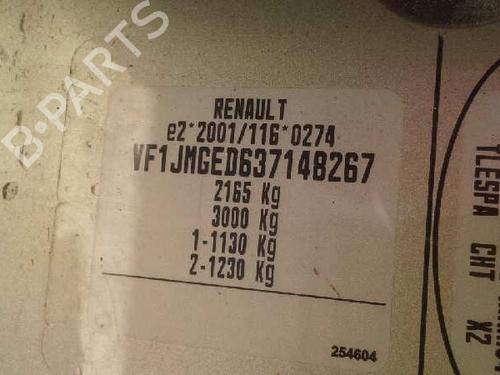 B-PARTS
RENAULT
e2*2001/116*0274
VF1JMGED637148267
2165 Kg
3000 Kg
1-1130 Kg
2-1230 Kg
254604
TLESPA CHT X2